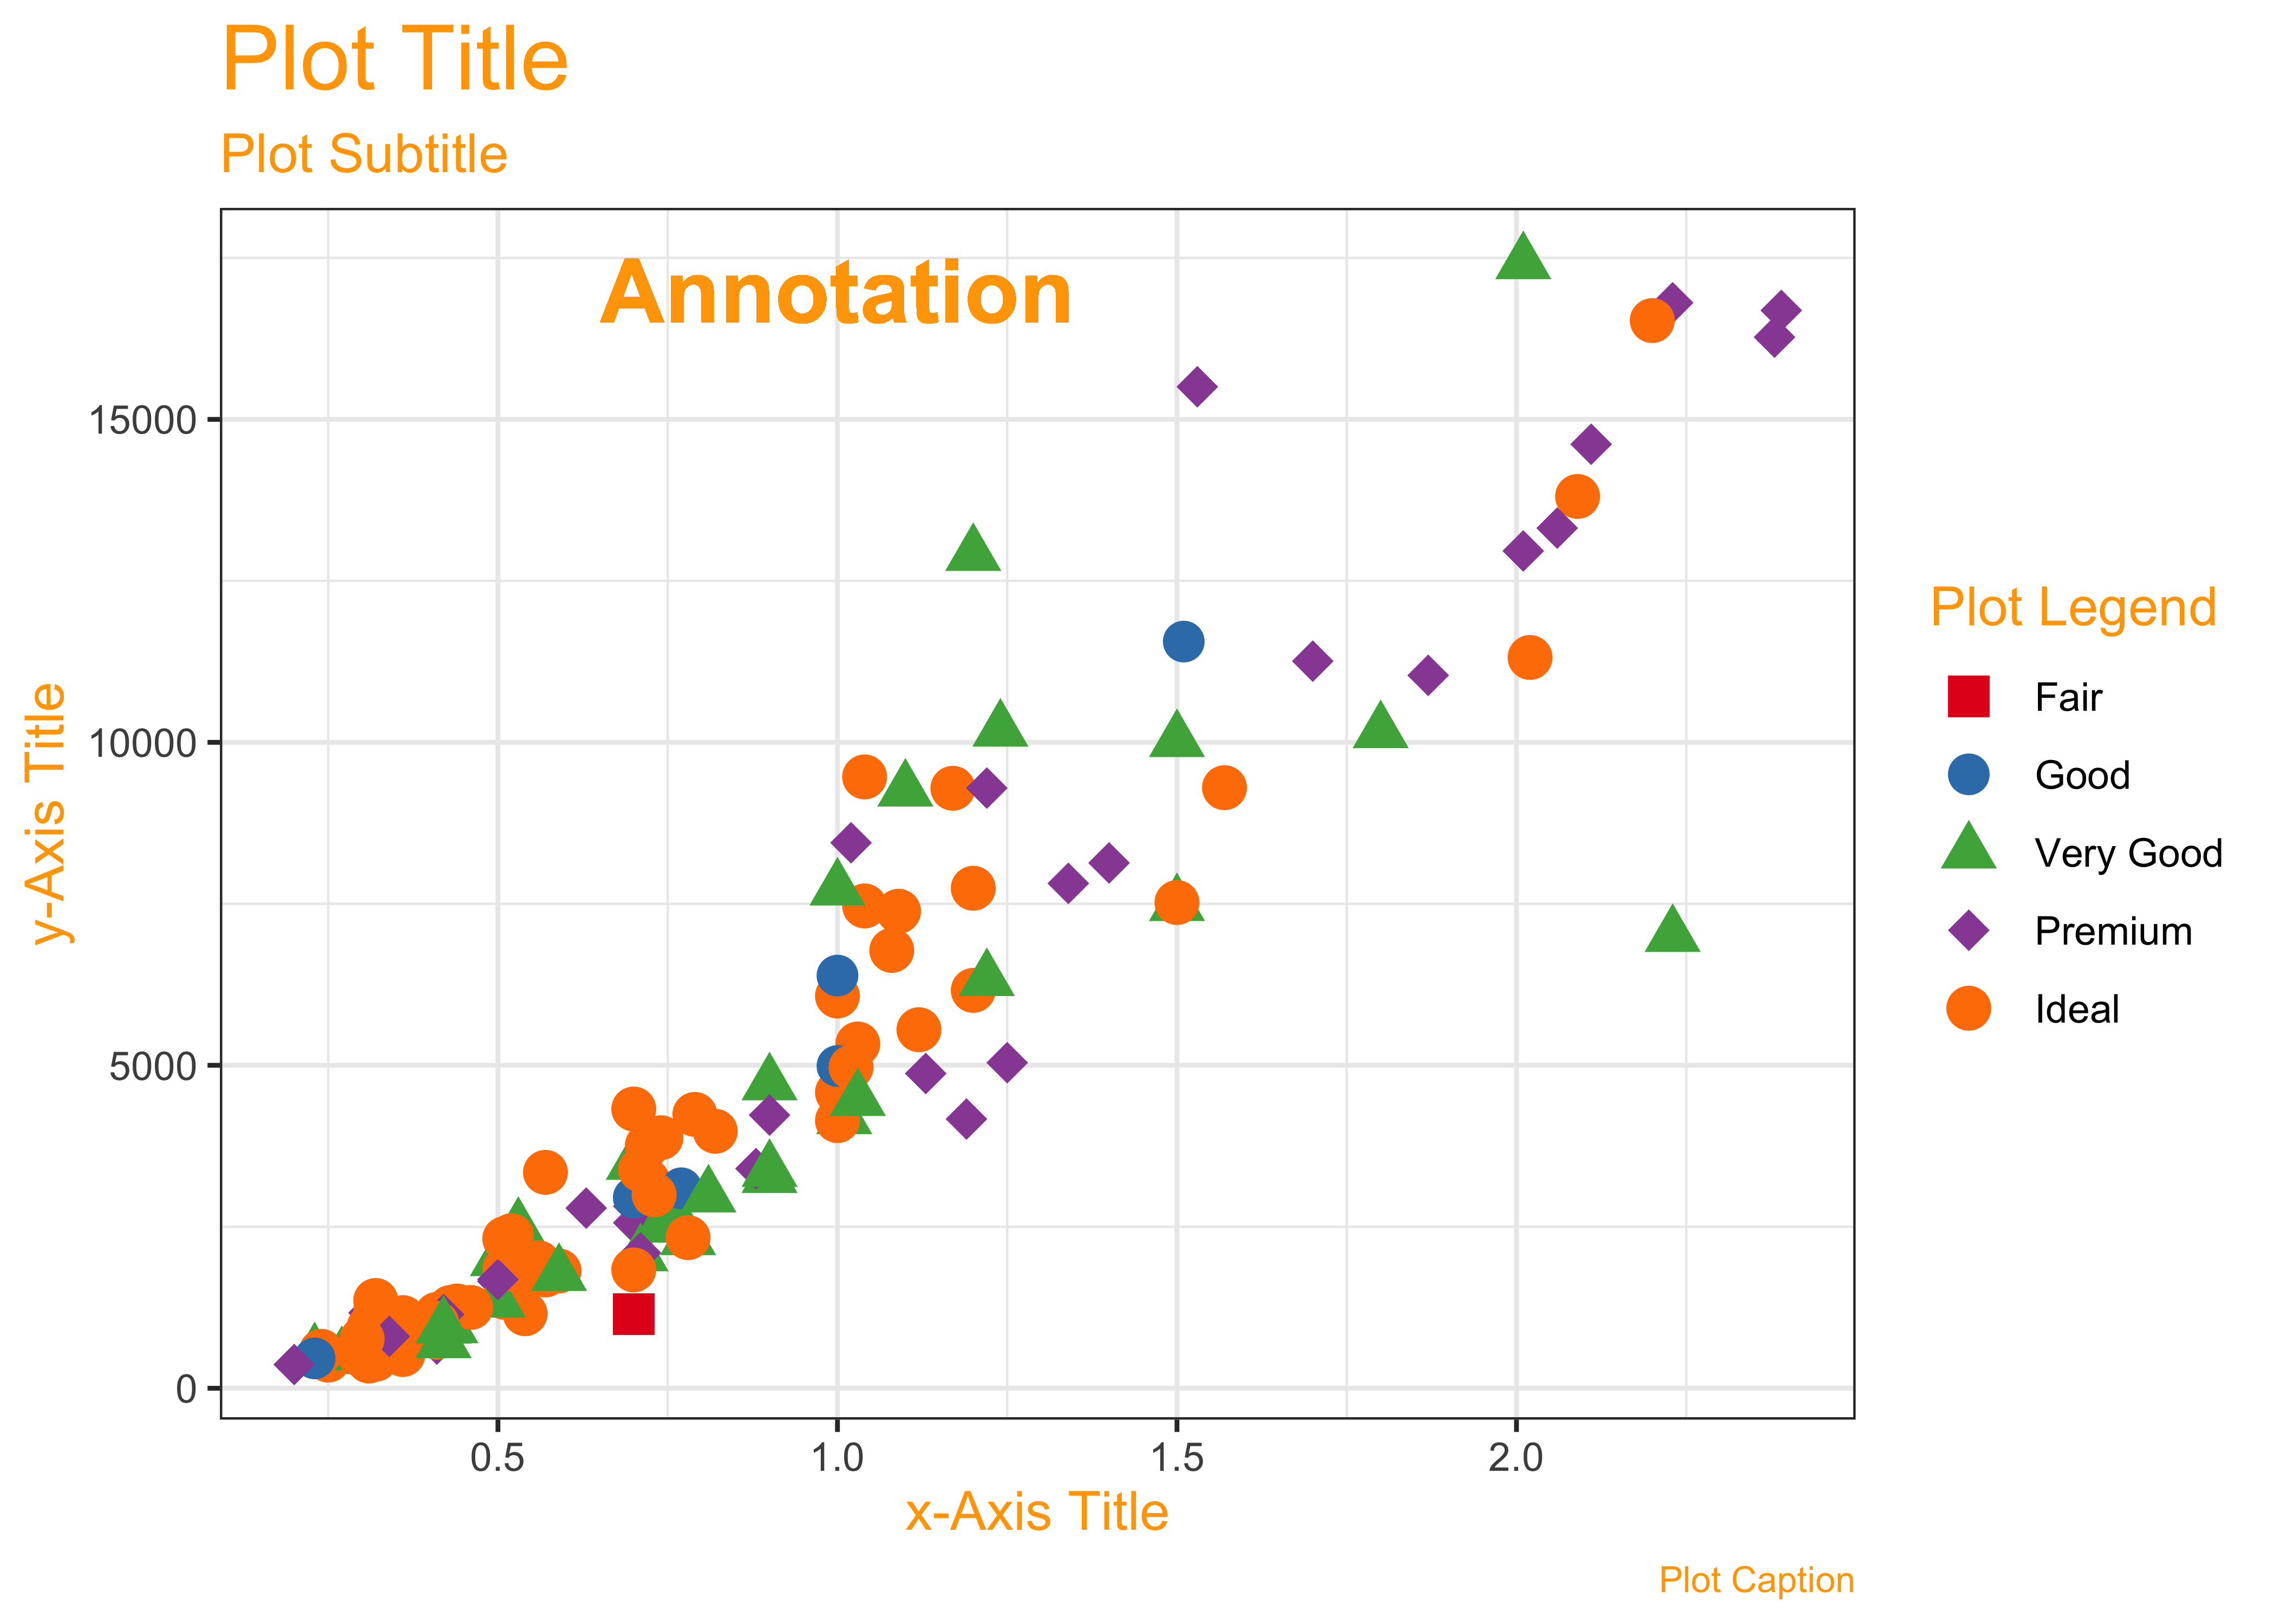 Plot Title
Plot Subtitle
Annotation
15000
10000
5000
0
y-Axis Title
0.5 1.0 1.5 2.0
x-Axis Title
Plot Legend
Fair
Good
Very Good
Premium
Ideal
Plot Caption